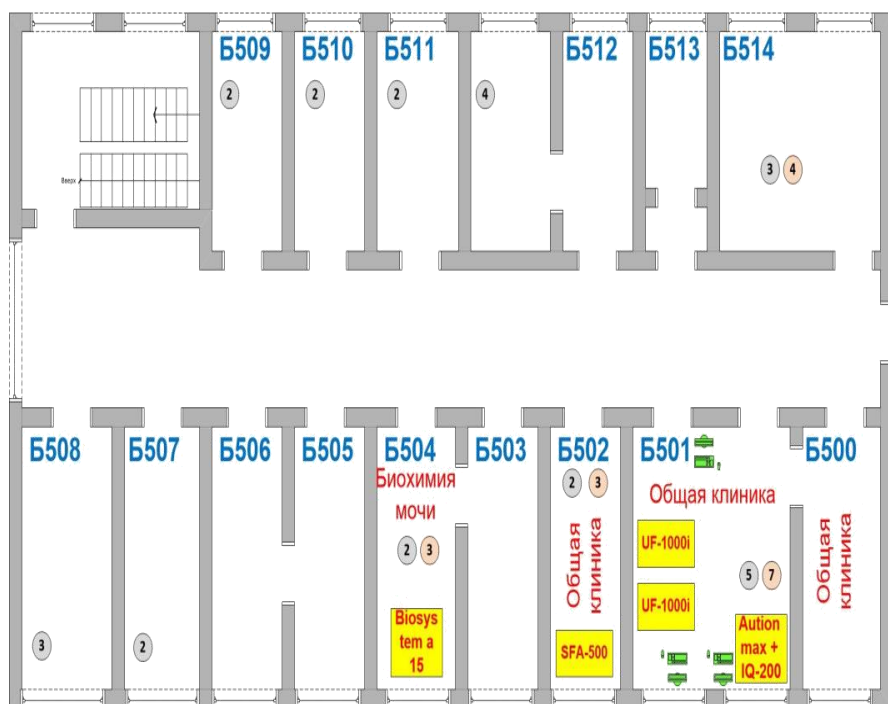 Б509 Б510 Б511 Б512 Б513 Б514
2 2 2 4
3 4
Вверх
Б508 Б507 Б506 Б505 Б504 Б503 Б502 Б501 Б500
Биохимия
мочи
2 3
Biosys
tem a
15
2 3
Общая
клиника
SFA-500
Общая клиника
UF-1000i
UF-1000i
5 7
Aution
max +
IQ-200
Общая
клиника
3
2